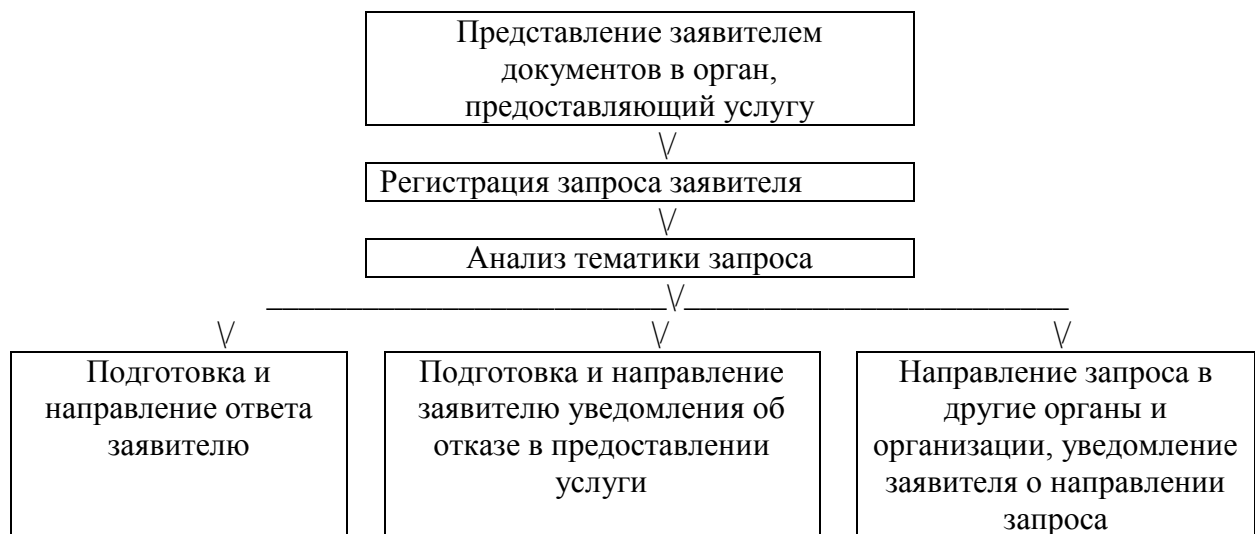 Представление заявителем
документов в орган,
предоставляющий услугу
\/
Регистрация запроса заявителя
\/
Анализ тематики запроса
\/
\/ \/ \/
Подготовка и
направление ответа
заявителю
Подготовка и направление
заявителю уведомления об
отказе в предоставлении
услуги
Направление запроса в
другие органы и
организации, уведомление
заявителя о направлении
запроса